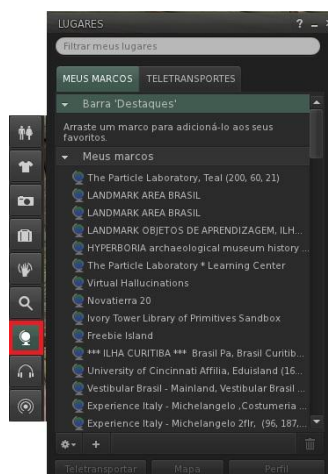 LUGARES ? _ ×
Filtrar meus lugares
MEUS MARCOS TELETRANSPORTES
Barra 'Destaques'
Arraste um marco para adicioná-lo aos seus
favoritos.
Meus marcos
The Particle Laboratory, Teal (200, 60, 21)
LANDMARK AREA BRASIL
LANDMARK AREA BRASIL
LANDMARK OBJETOS DE APRENDIZAGEM, ILH...
HYPERBORIA archaeological museum history ...
The Particle Laboratory * Learning Center
Virtual Hallucinations
Novatierra 20
Ivory Tower Library of Primitives Sandbox
Freebie Island
*** ILHA CURITIBA *** Brasil Pa, Brasil Curitib...
University of Cincinnati Affilia, Eduisland (16...
Vestibular Brasil - Mainland, Vestibular Brasil ...
Experience Italy - Michelangelo ,Costumeria ...
Experience Italy - Michelangelo 2flr, (96, 187,...
+
Teletransportar Mapa Perfil